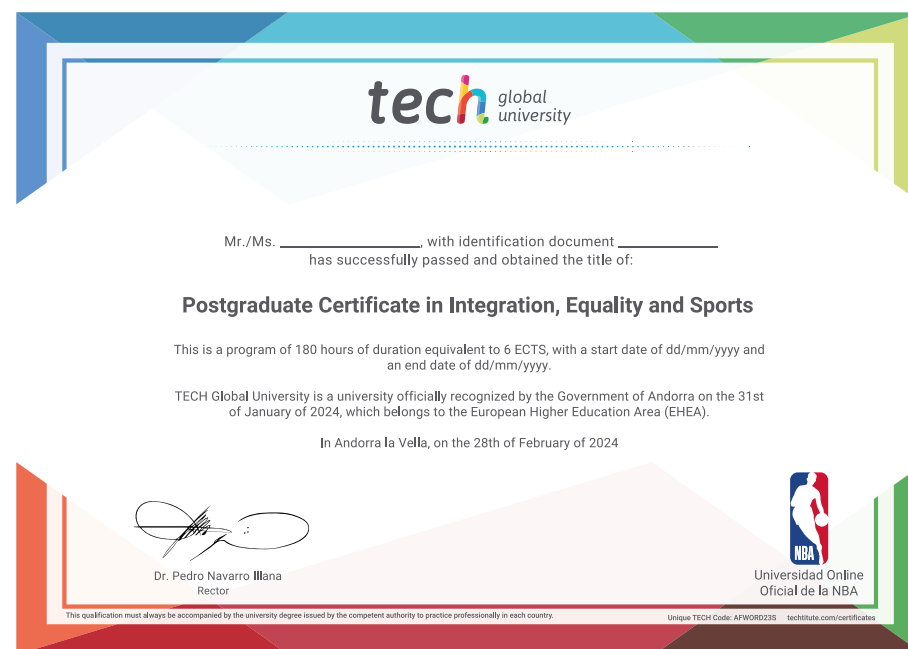 tech global university
Mr./Ms. ____________________, with identification document ______________
has successfully passed and obtained the title of:
Postgraduate Certificate in Integration, Equality and Sports
This is a program of 180 hours of duration equivalent to 6 ECTS, with a start date of dd/mm/yyyy and
an end date of dd/mm/yyyy.
TECH Global University is a university officially recognized by the Government of Andorra on the 31st
of January of 2024, which belongs to the European Higher Education Area (EHEA).
In Andorra la Vella, on the 28th of February of 2024
NBA
Dr. Pedro Navarro Illana
Rector
Universidad Online
Oficial de la NBA
This qualification must always be accompanied by the university degree issued by the competent authority to practice professionally in each country.
Unique TECH Code: AFWORD23S techtitute.com/certificates